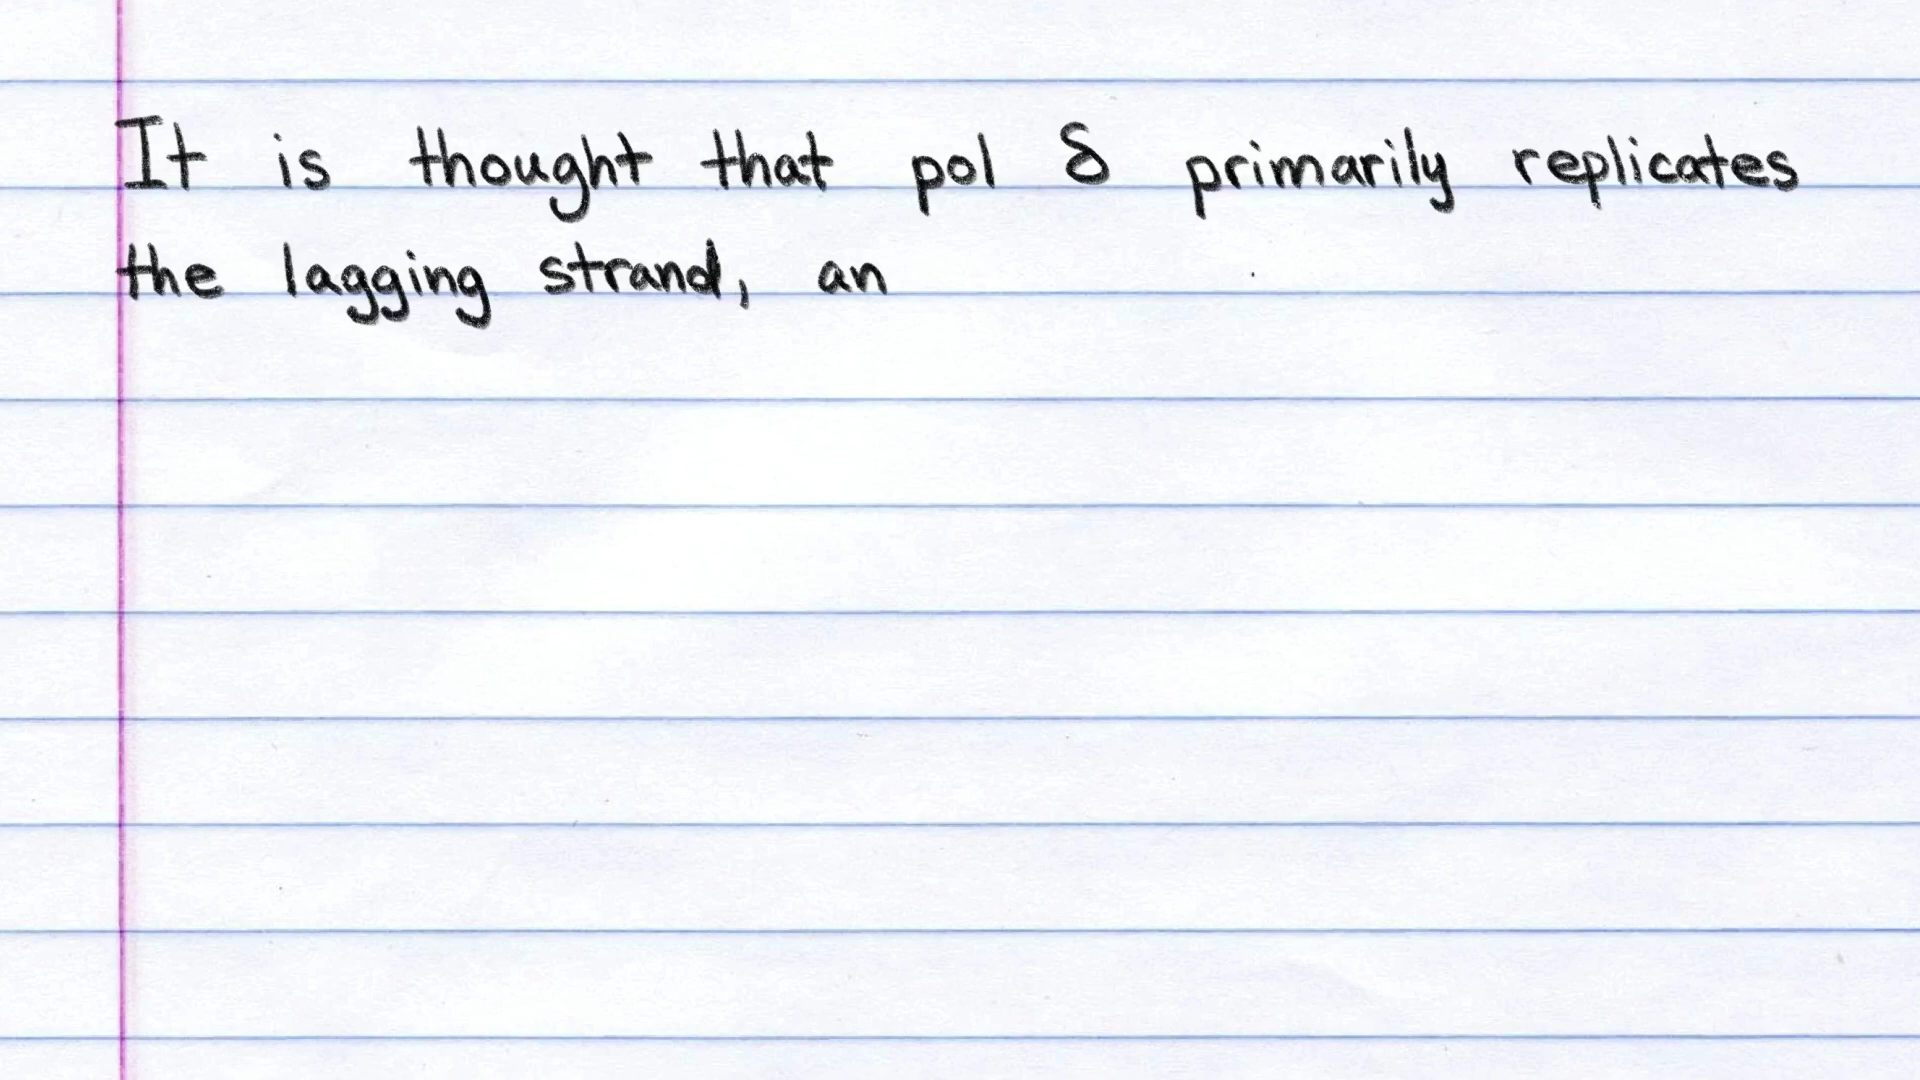 It is thought that pol δ primarily replicates
the lagging strand, an